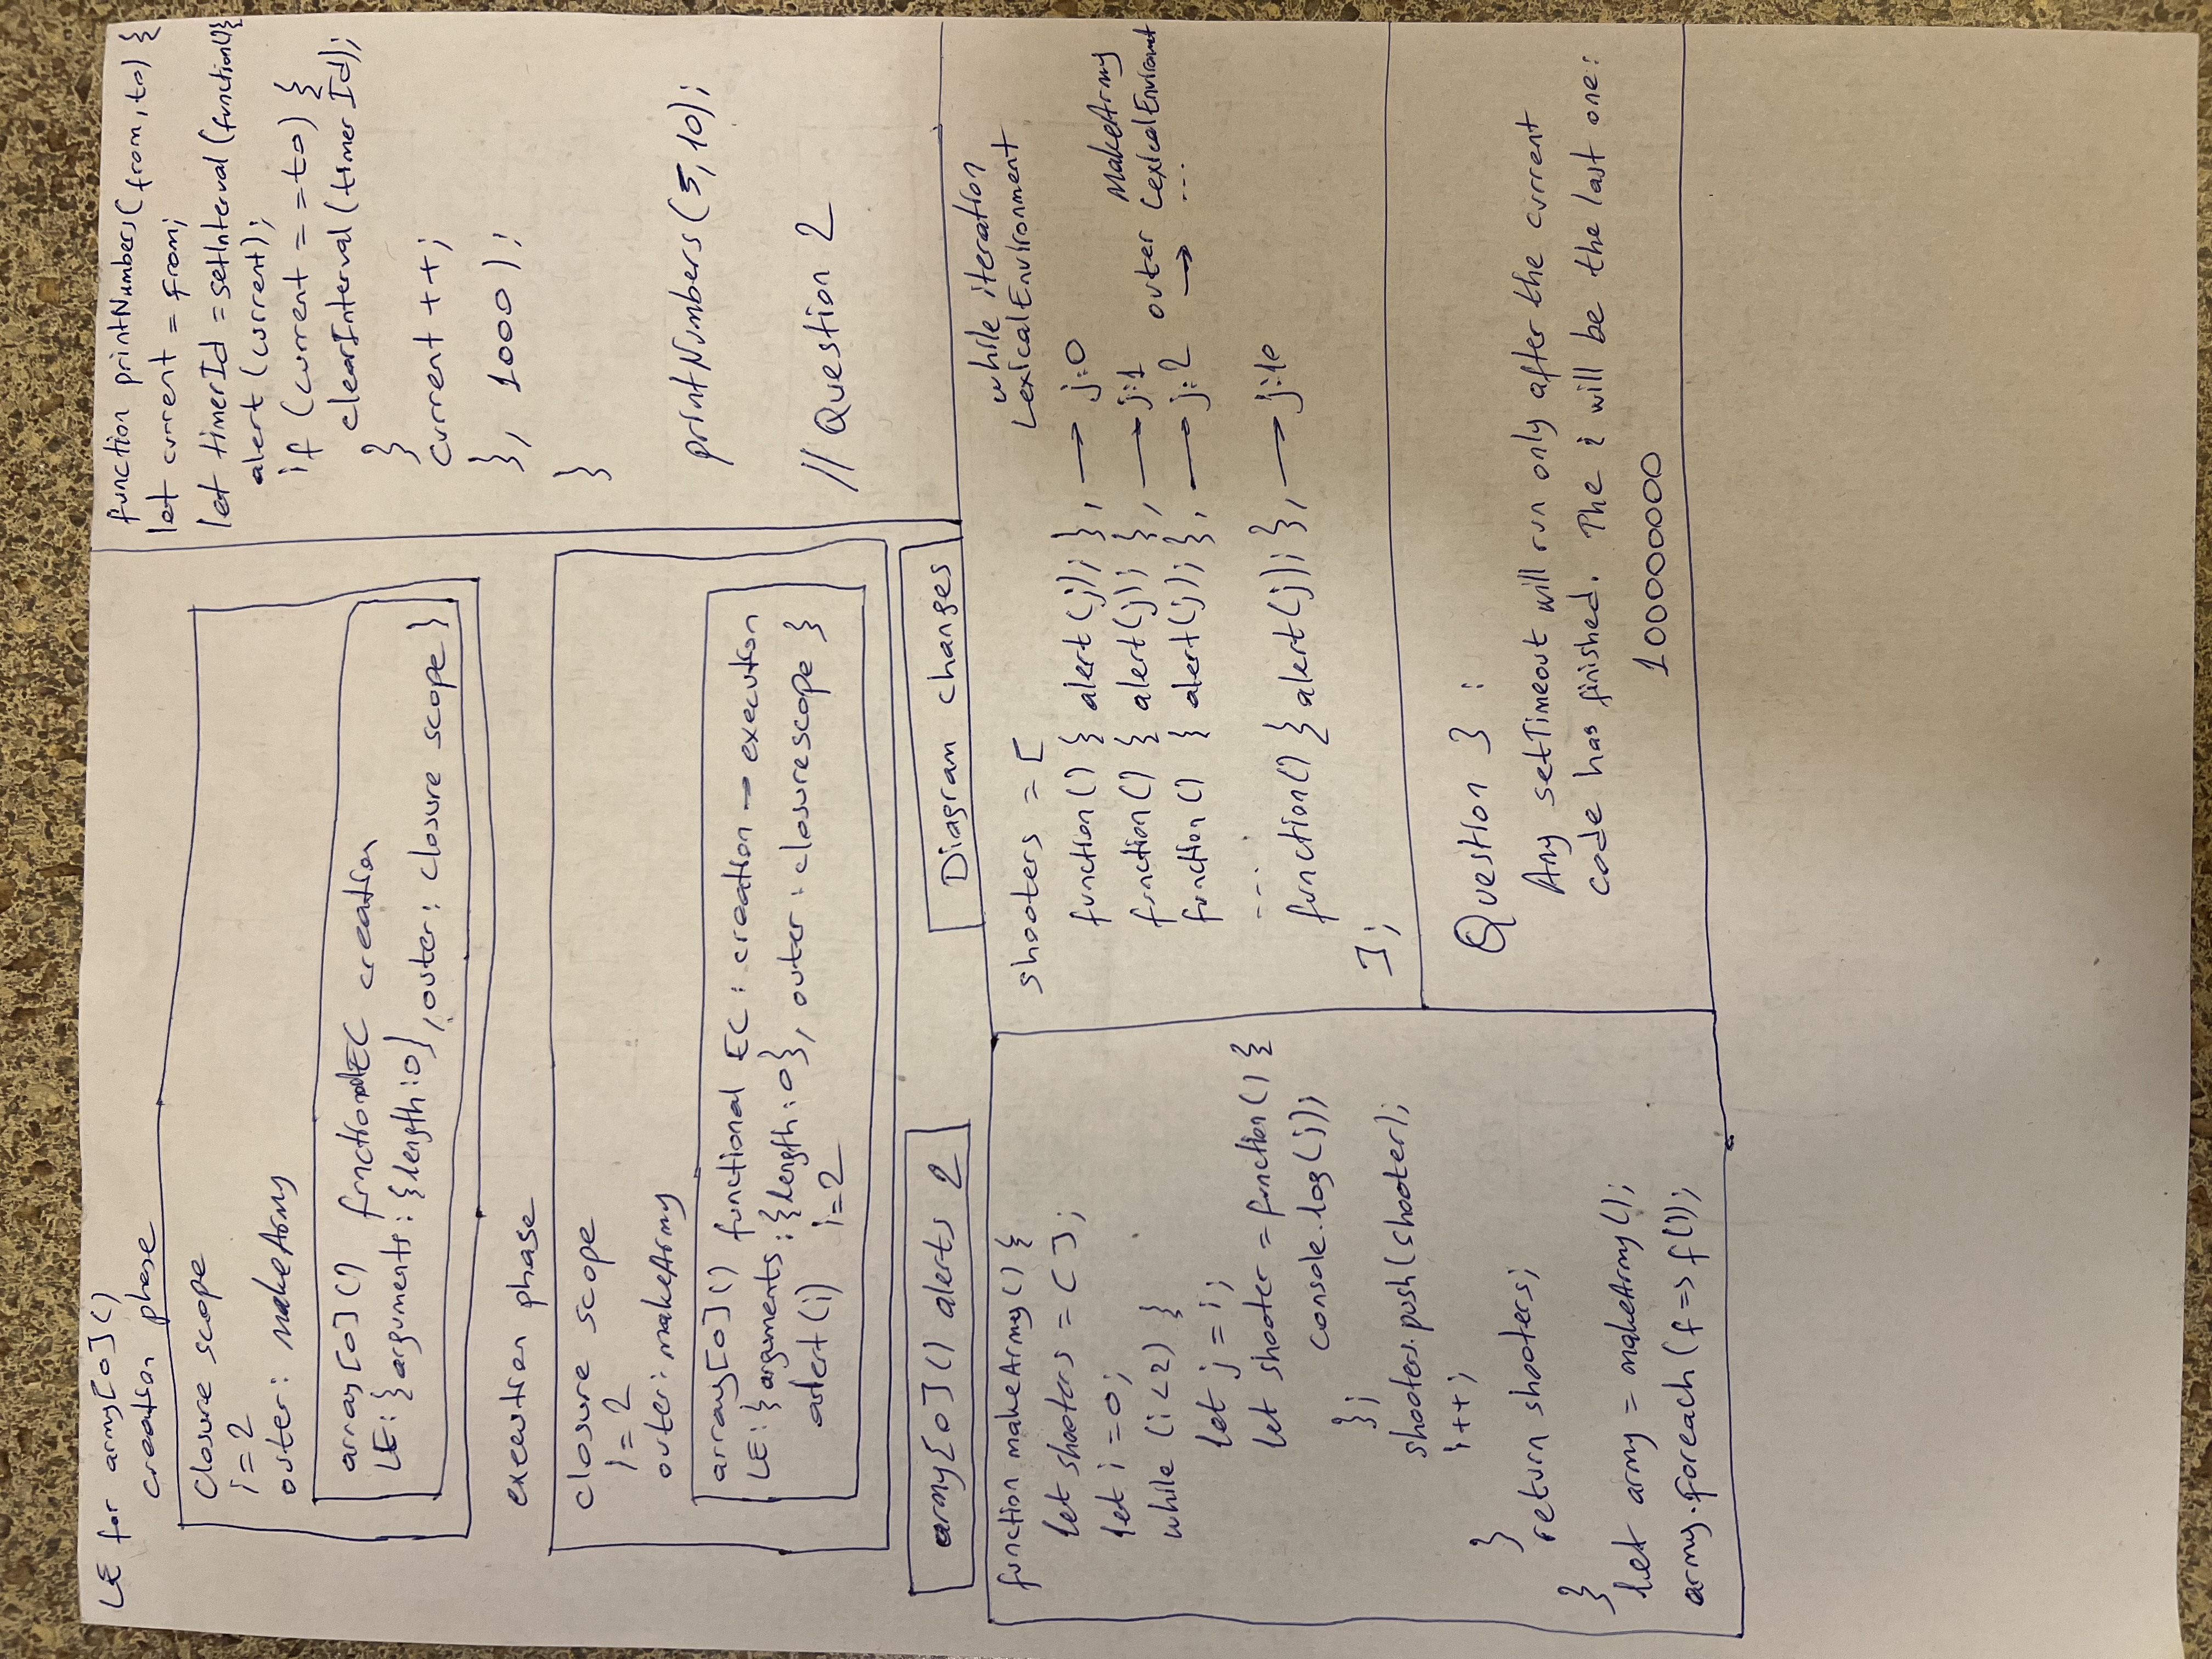 LE for army[0]()
creation phase
closure scope
i=2
outer: makeArmy
array[0]() functionalEC creation
LE:{arguments:{length:0},outer: closure scope}
execution phase
closure scope
i=2
outer: makeArmy
array[0]() functional EC: creation → execution
LE:{arguments:{length:0}, outer: closurescope }
alert(i) i=2
army[0]() alerts 2
Diagram changes
function printNumbers(from, to) {
let current = from;
let timerId = setInterval(function(){
alert(current);
if (current = =to) {
clearInterval(timerId);
}
current ++;
}, 1000);
}
printNumbers(5,10);
// Question 2
function makeArmy() {
let shooters = [];
let i=0;
while (i<2) {
let j = i;
let shooter = function() {
console.log(j);
};
shooters.push(shooter);
i++;
}
return shooters;
}
let army = makeArmy();
army.foreach(f=> f());
while iteration
LexicalEnvironment
shooters = [
function() { alert(j); }, → j:0
function() { alert(j); }, → j:1
function() { alert(j); }, → j:2
outer →
MakeArmy
LexicalEnviromet
...
...
function() { alert(j); }, → j:10
];
Question 3 :
Any setTimeout will run only after the current
code has finished. The i will be the last one:
100000000